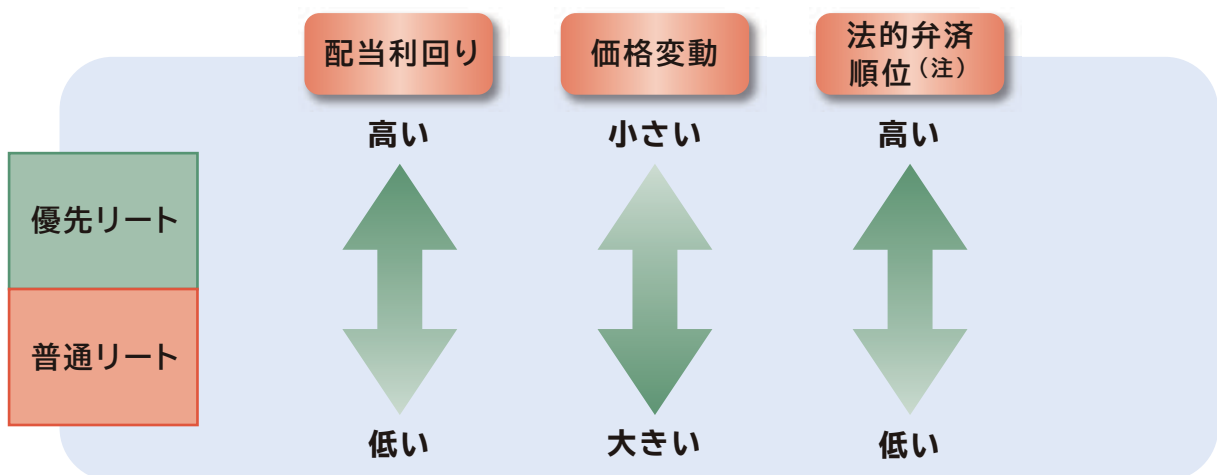 配当利回り
価格変動
法的弁済
順位(注)
高い
小さい
高い
優先リート
普通リート
低い
大きい
低い